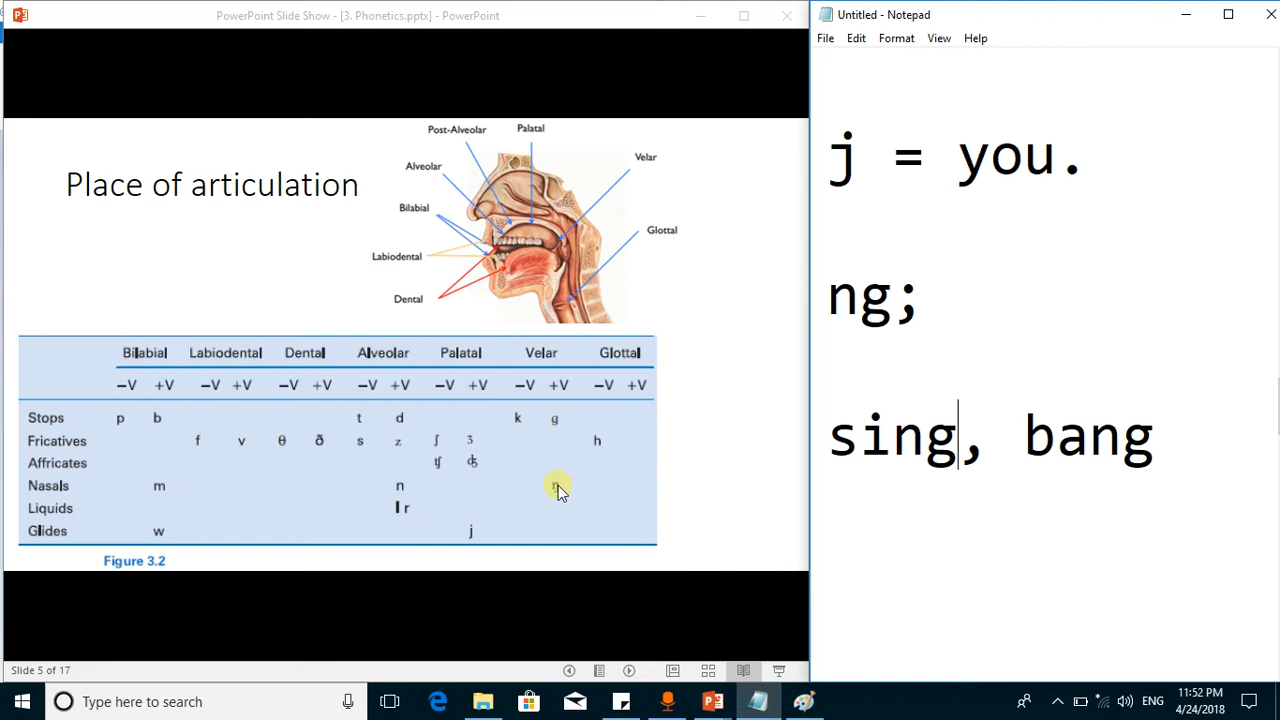 PowerPoint Slide Show - [3. Phonetics.pptx] - PowerPoint
Untitled - Notepad
File Edit Format View Help
Place of articulation
Post-Alveolar
Palatal
Alveolar
Velar
Bilabial
Glottal
Labiodental
Dental
Bilabial Labiodental Dental Alveolar Palatal Velar Glottal
–V +V –V +V –V +V –V +V –V +V –V +V –V +V
Stops p b t d k g
Fricatives f v θ ð s z ʃ ʒ h
Affricates ʧ ʤ
Nasals m n ŋ
Liquids l r
Glides w j
Figure 3.2
j = you.
ng;
sing, bang
Slide 5 of 17
Type here to search
ENG
11:52 PM
4/24/2018